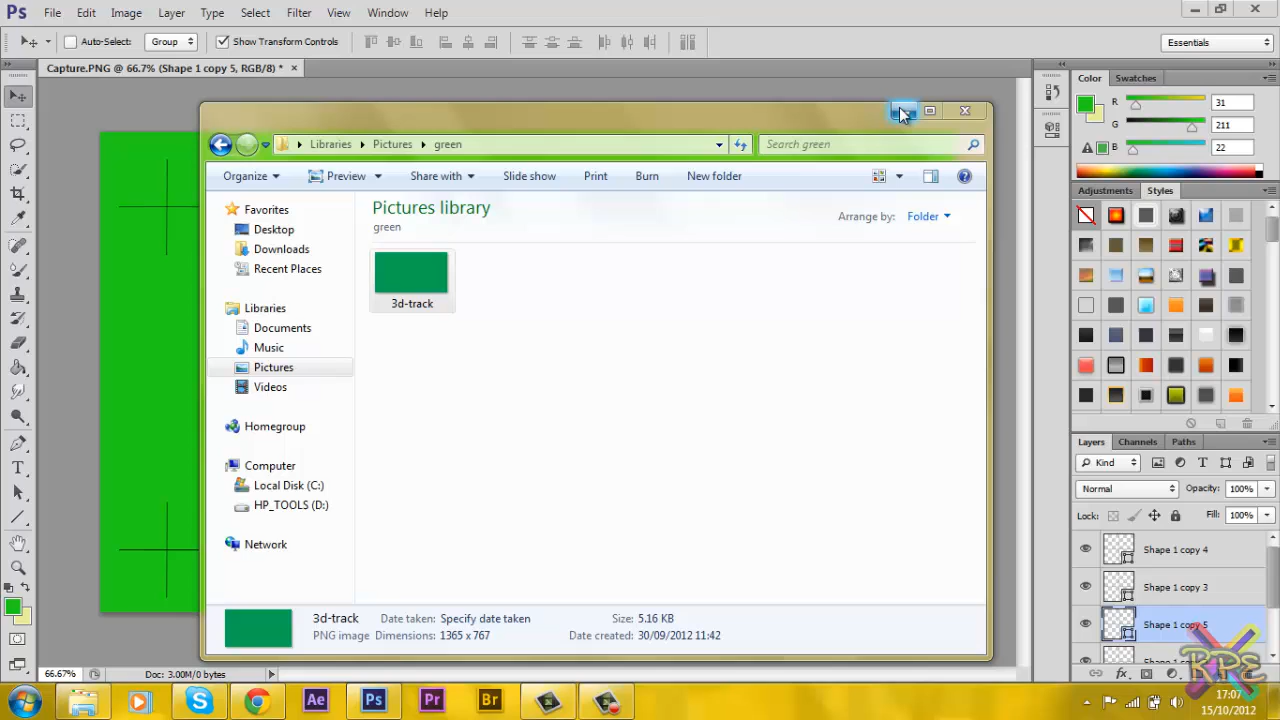 Ps File Edit Image Layer Type Select Filter View Window Help
Auto-Select: Group Show Transform Controls Essentials
Capture.PNG @ 66.7% (Shape 1 copy 5, RGB/8) * ×
Color Swatches
R 31
G 211
B 22
Adjustments Styles
Libraries Pictures green Search green
Organize Preview Share with Slide show Print Burn New folder
Favorites
Desktop
Downloads
Recent Places
Libraries
Documents
Music
Pictures
Videos
Homegroup
Computer
Local Disk (C:)
HP_TOOLS (D:)
Network
Pictures library
green
Arrange by: Folder
3d-track
3d-track Date taken: Specify date taken Size: 5.16 KB
PNG image Dimensions: 1365 x 767 Date created: 30/09/2012 11:42
Layers Channels Paths
Kind
Normal Opacity: 100%
Lock: Fill: 100%
Shape 1 copy 4
Shape 1 copy 3
Shape 1 copy 5
66.67% Doc: 3.00M/0 bytes
RPE
Ae Ps Pr Br
17:07
15/10/2012